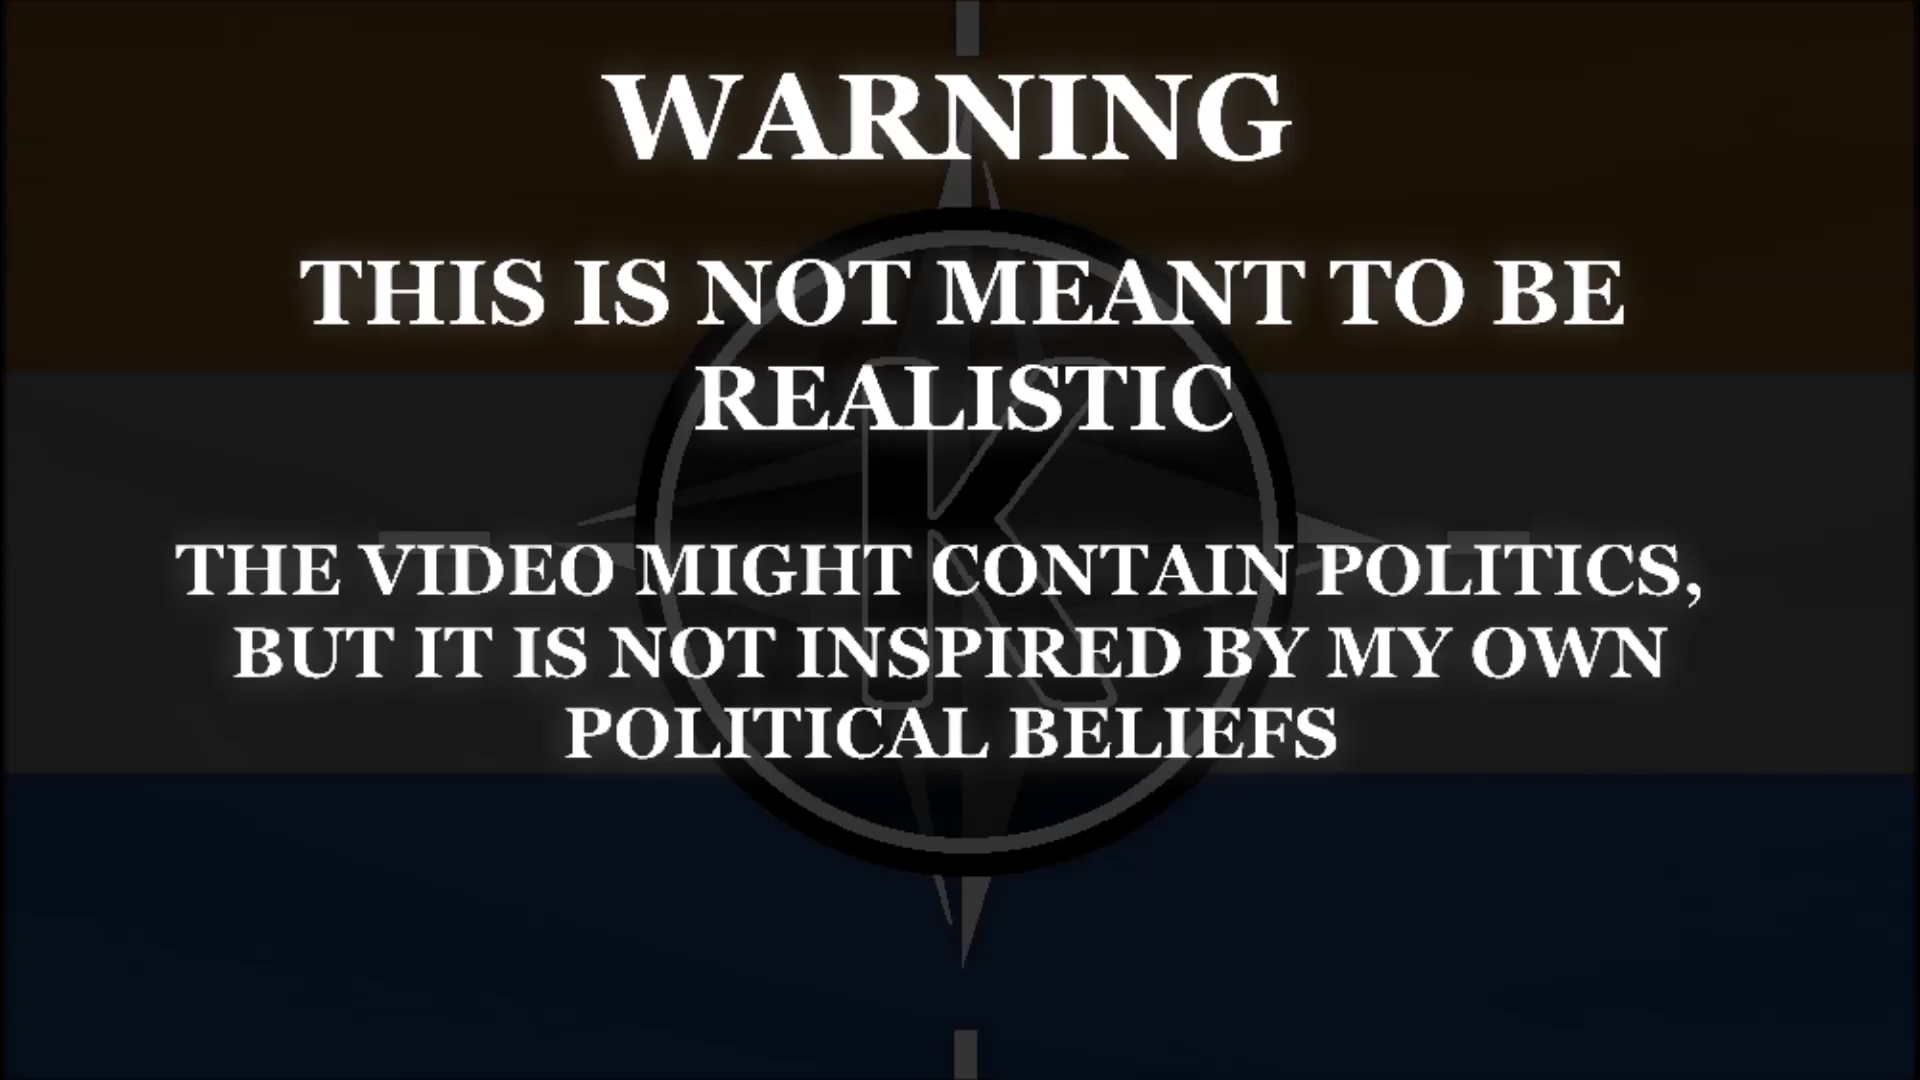 WARNING
THIS IS NOT MEANT TO BE
REALISTIC
K
THE VIDEO MIGHT CONTAIN POLITICS,
BUT IT IS NOT INSPIRED BY MY OWN
POLITICAL BELIEFS